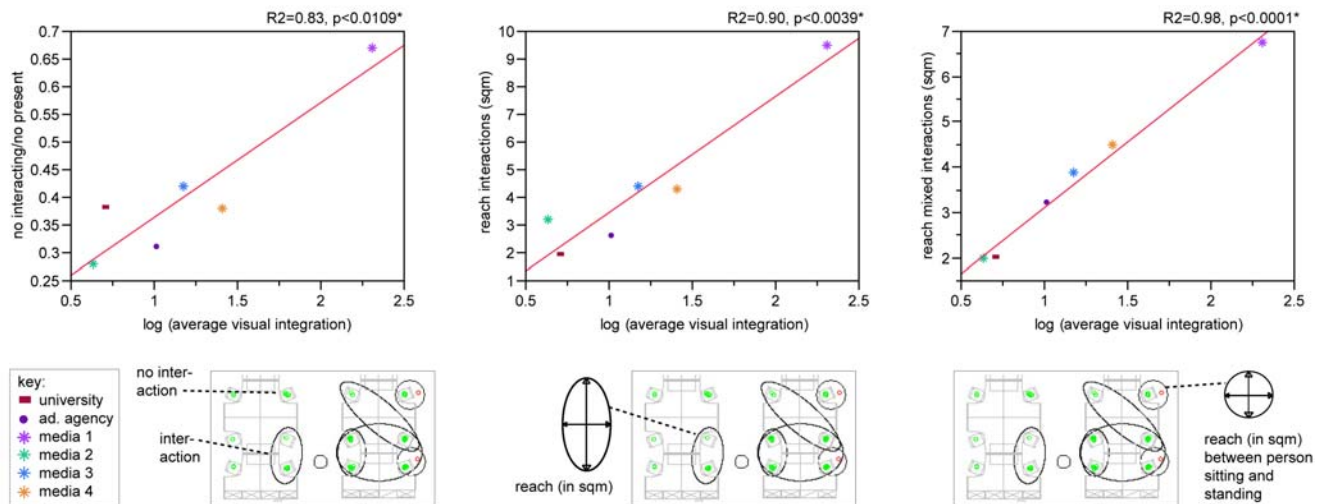 R2=0.83, p<0.0109*
0.7
0.65
0.6
0.55
0.5
0.45
0.4
0.35
0.3
0.25
no interacting/no present
0.5
1
1.5
2
2.5
log (average visual integration)
R2=0.90, p<0.0039*
10
9
8
7
6
5
4
3
2
1
reach interactions (sqm)
0.5
1
1.5
2
2.5
log (average visual integration)
R2=0.98, p<0.0001*
7
6
5
4
3
2
reach mixed interactions (sqm)
0.5
1
1.5
2
2.5
log (average visual integration)
key:
university
ad. agency
media 1
media 2
media 3
media 4
no inter-
action
inter-
action
reach (in sqm)
reach (in sqm)
between person
sitting and
standing